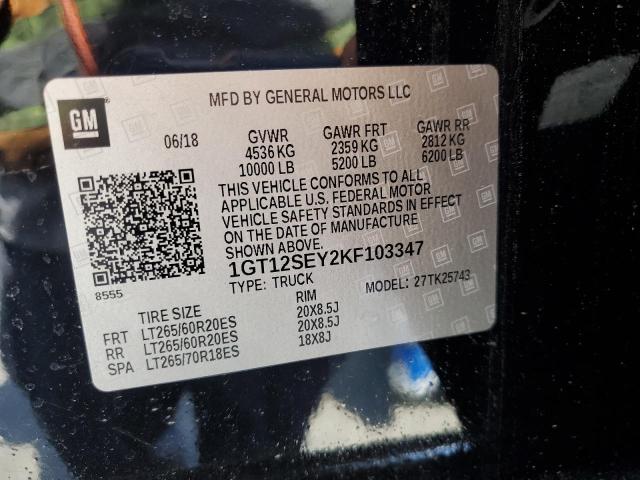 MFD BY GENERAL MOTORS LLC
GM
06/18
GVWR GAWR FRT GAWR RR
4536 KG 2359 KG 2812 KG
10000 LB 5200 LB 6200 LB
THIS VEHICLE CONFORMS TO ALL
APPLICABLE U.S. FEDERAL MOTOR
VEHICLE SAFETY STANDARDS IN EFFECT
ON THE DATE OF MANUFACTURE
SHOWN ABOVE.
8555
1GT12SEY2KF103347
TYPE: TRUCK MODEL: 27TK25743
TIRE SIZE RIM
FRT LT265/60R20ES 20X8.5J
RR LT265/60R20ES 20X8.5J
SPA LT265/70R18ES 18X8J